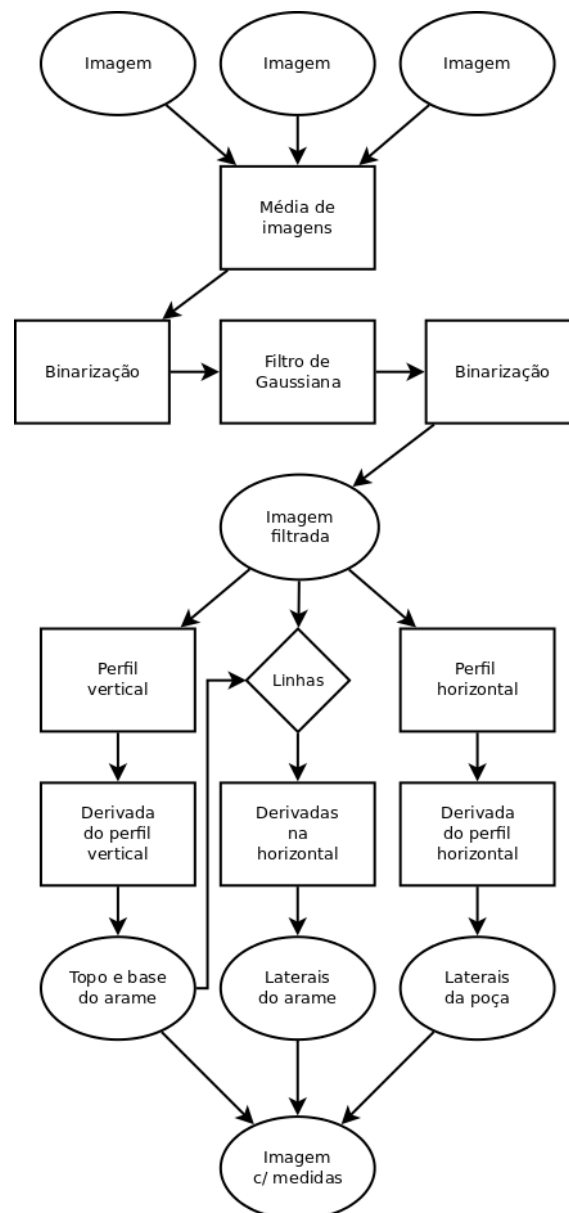 Imagem
Imagem
Imagem
Média de
imagens
Binarização
Filtro de
Gaussiana
Binarização
Imagem
filtrada
Perfil
vertical
Linhas
Perfil
horizontal
Derivada
do perfil
vertical
Derivadas
na
horizontal
Derivada
do perfil
horizontal
Topo e base
do arame
Laterais
do arame
Laterais
da poça
Imagem
c/ medidas